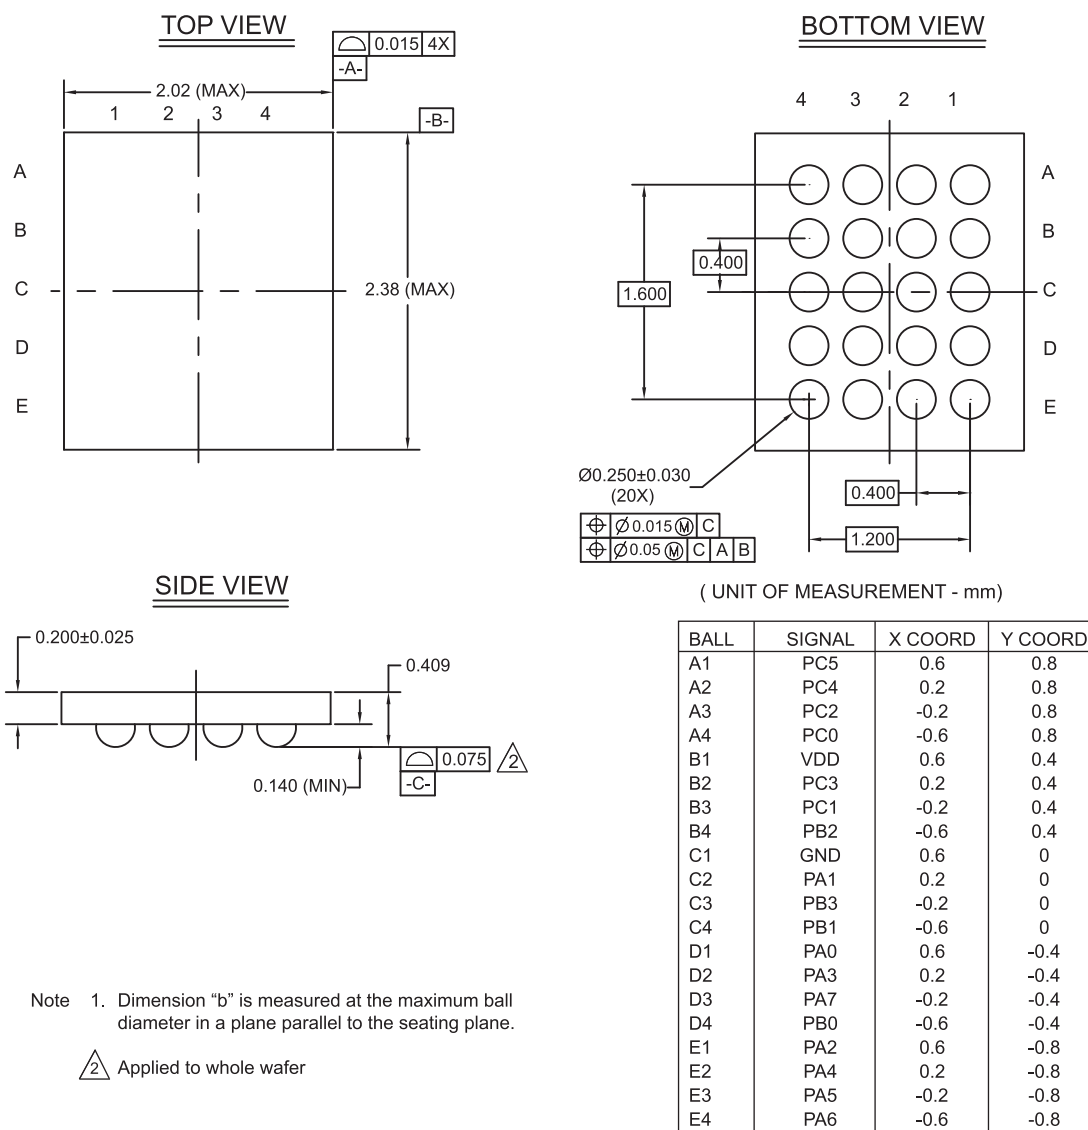 TOP VIEW
0.015 4X
-A-
2.02 (MAX)
1 2 3 4
-B-
A
B
C
D
E
2.38 (MAX)
BOTTOM VIEW
4 3 2 1
A
B
C
D
E
0.400
1.600
Ø0.250±0.030
(20X)
⌖ Ø0.015 Ⓜ C
⌖ Ø0.05 Ⓜ C A B
0.400
1.200
( UNIT OF MEASUREMENT - mm)
SIDE VIEW
0.200±0.025
0.409
0.075 2
-C-
0.140 (MIN)
BALL SIGNAL X COORD Y COORD
A1 PC5 0.6 0.8
A2 PC4 0.2 0.8
A3 PC2 -0.2 0.8
A4 PC0 -0.6 0.8
B1 VDD 0.6 0.4
B2 PC3 0.2 0.4
B3 PC1 -0.2 0.4
B4 PB2 -0.6 0.4
C1 GND 0.6 0
C2 PA1 0.2 0
C3 PB3 -0.2 0
C4 PB1 -0.6 0
D1 PA0 0.6 -0.4
D2 PA3 0.2 -0.4
D3 PA7 -0.2 -0.4
D4 PB0 -0.6 -0.4
E1 PA2 0.6 -0.8
E2 PA4 0.2 -0.8
E3 PA5 -0.2 -0.8
E4 PA6 -0.6 -0.8
Note 1. Dimension “b” is measured at the maximum ball
diameter in a plane parallel to the seating plane.
2 Applied to whole wafer